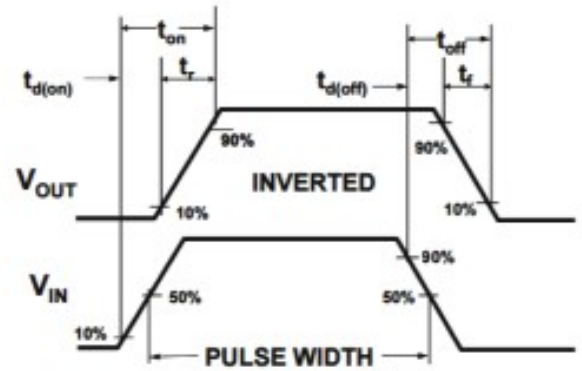 t_on t_off
t_r t_f
t_d(on) t_d(off)
90% 90%
V_OUT INVERTED
10% 10%
90%
V_IN 50% 50%
10%
PULSE WIDTH